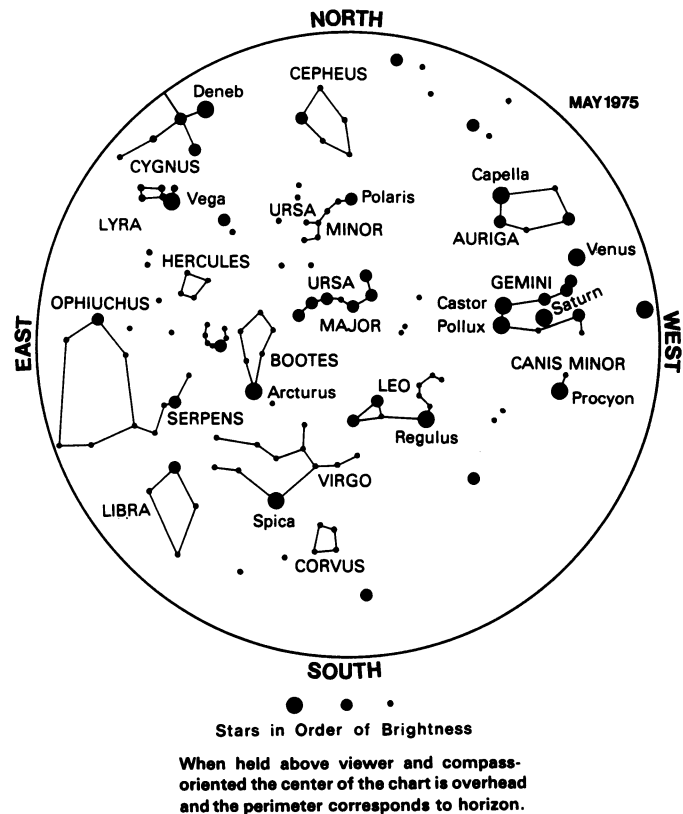 NORTH
CEPHEUS
Deneb
MAY 1975
CYGNUS
Capella
Vega
Polaris
URSA
MINOR
LYRA
AURIGA
Venus
HERCULES
URSA
GEMINI
OPHIUCHUS
Castor
Saturn
MAJOR
Pollux
EAST
WEST
BOOTES
CANIS MINOR
LEO
Arcturus
Procyon
SERPENS
Regulus
VIRGO
LIBRA
Spica
CORVUS
SOUTH
Stars in Order of Brightness
When held above viewer and compass-
oriented the center of the chart is overhead
and the perimeter corresponds to horizon.